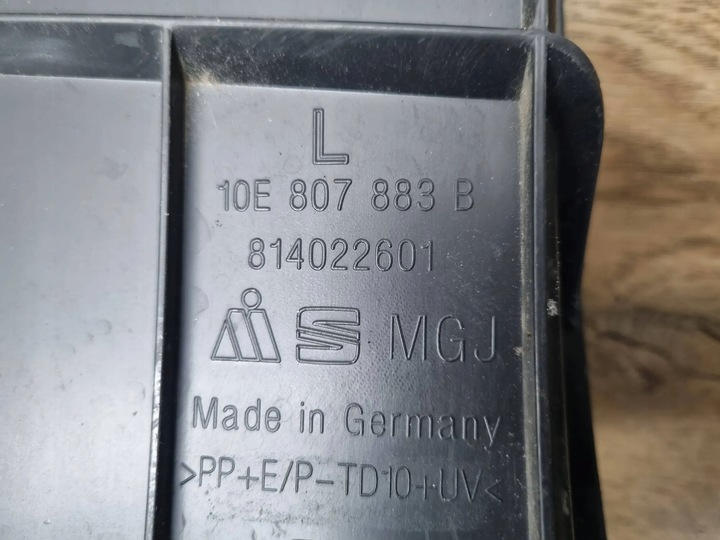 L
10E 807 883 B
814022601
MGJ
Made in Germany
>PP+E/P-TD10+UV<